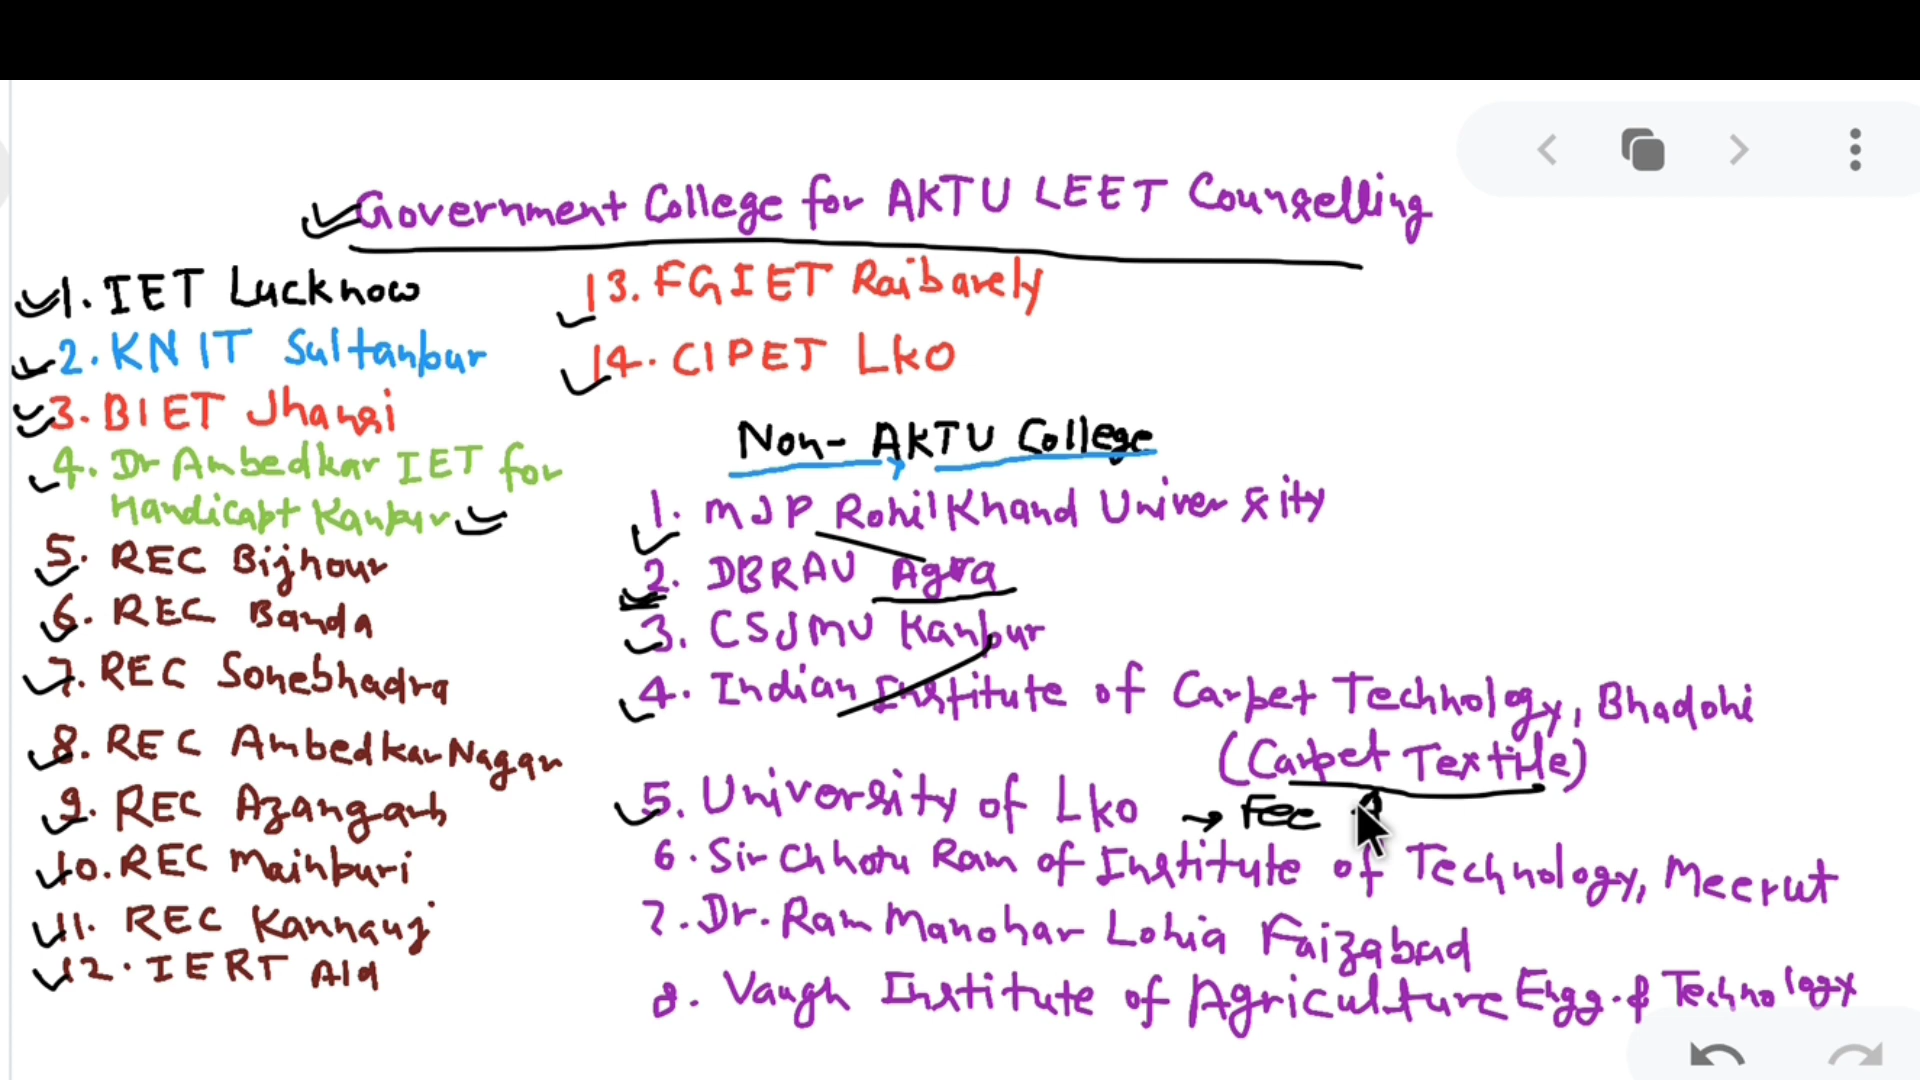 Government College for AKTU LEET Counselling
1. IET Lucknow
2. KNIT Sultanpur
3. BIET Jhansi
4. Dr Ambedkar IET for
Handicapt Kanpur
5. REC Bijnour
6. REC Banda
7. REC Sonebhadra
8. REC Ambedkar Nagar
9. REC Azamgarh
10. REC Mainpuri
11. REC Kannauj
12. IERT Ald
13. FGIET Raibarely
14. CIPET Lko
Non- AKTU College
1. MJP Rohilkhand University
2. DBRAU Agra
3. CSJMU Kanpur
4. Indian Institute of Carpet Technology, Bhadohi
(Carpet Textile)
5. University of Lko → Fee
6. Sir Chhotu Ram of Institute of Technology, Meerut
7. Dr. Ram Manohar Lohia Faizabad
8. Vaugh Institute of Agriculture Engg. & Technology